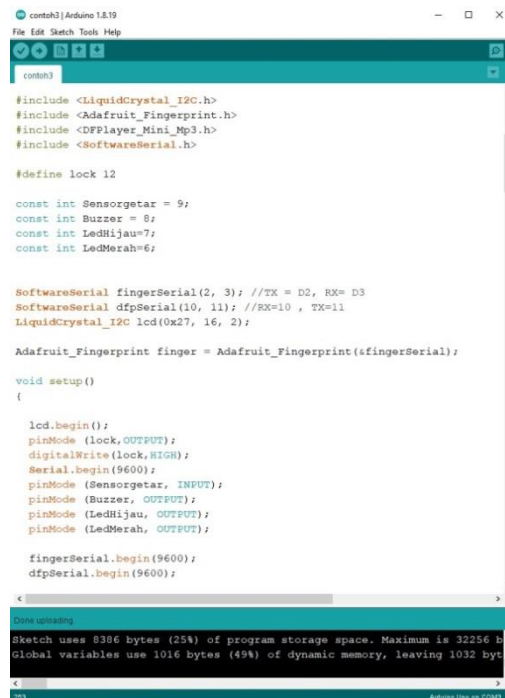 contoh3 | Arduino 1.8.19
File Edit Sketch Tools Help
contoh3
#include <LiquidCrystal_I2C.h>
#include <Adafruit_Fingerprint.h>
#include <DFPlayer_Mini_Mp3.h>
#include <SoftwareSerial.h>
#define lock 12
const int Sensorgetar = 9;
const int Buzzer = 8;
const int LedHijau=7;
const int LedMerah=6;
SoftwareSerial fingerSerial(2, 3); //TX = D2, RX= D3
SoftwareSerial dfpSerial(10, 11); //RX=10 , TX=11
LiquidCrystal_I2C lcd(0x27, 16, 2);
Adafruit_Fingerprint finger = Adafruit_Fingerprint(&fingerSerial);
void setup()
{
lcd.begin();
pinMode (lock,OUTPUT);
digitalWrite(lock,HIGH);
Serial.begin(9600);
pinMode (Sensorgetar, INPUT);
pinMode (Buzzer, OUTPUT);
pinMode (LedHijau, OUTPUT);
pinMode (LedMerah, OUTPUT);
fingerSerial.begin(9600);
dfpSerial.begin(9600);
Done uploading.
Sketch uses 8386 bytes (25%) of program storage space. Maximum is 32256 b
Global variables use 1016 bytes (49%) of dynamic memory, leaving 1032 byt
253
Arduino Uno on COM3